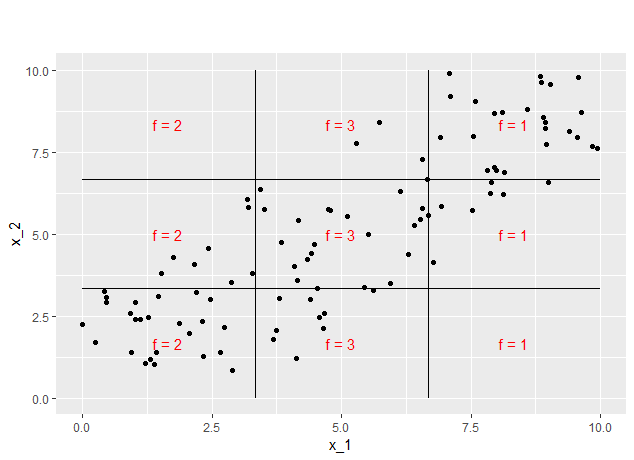 10.0
f = 2 f = 3 f = 1
7.5
x_2
5.0
f = 2 f = 3 f = 1
2.5
f = 2 f = 3 f = 1
0.0
0.0 2.5 5.0 7.5 10.0
x_1